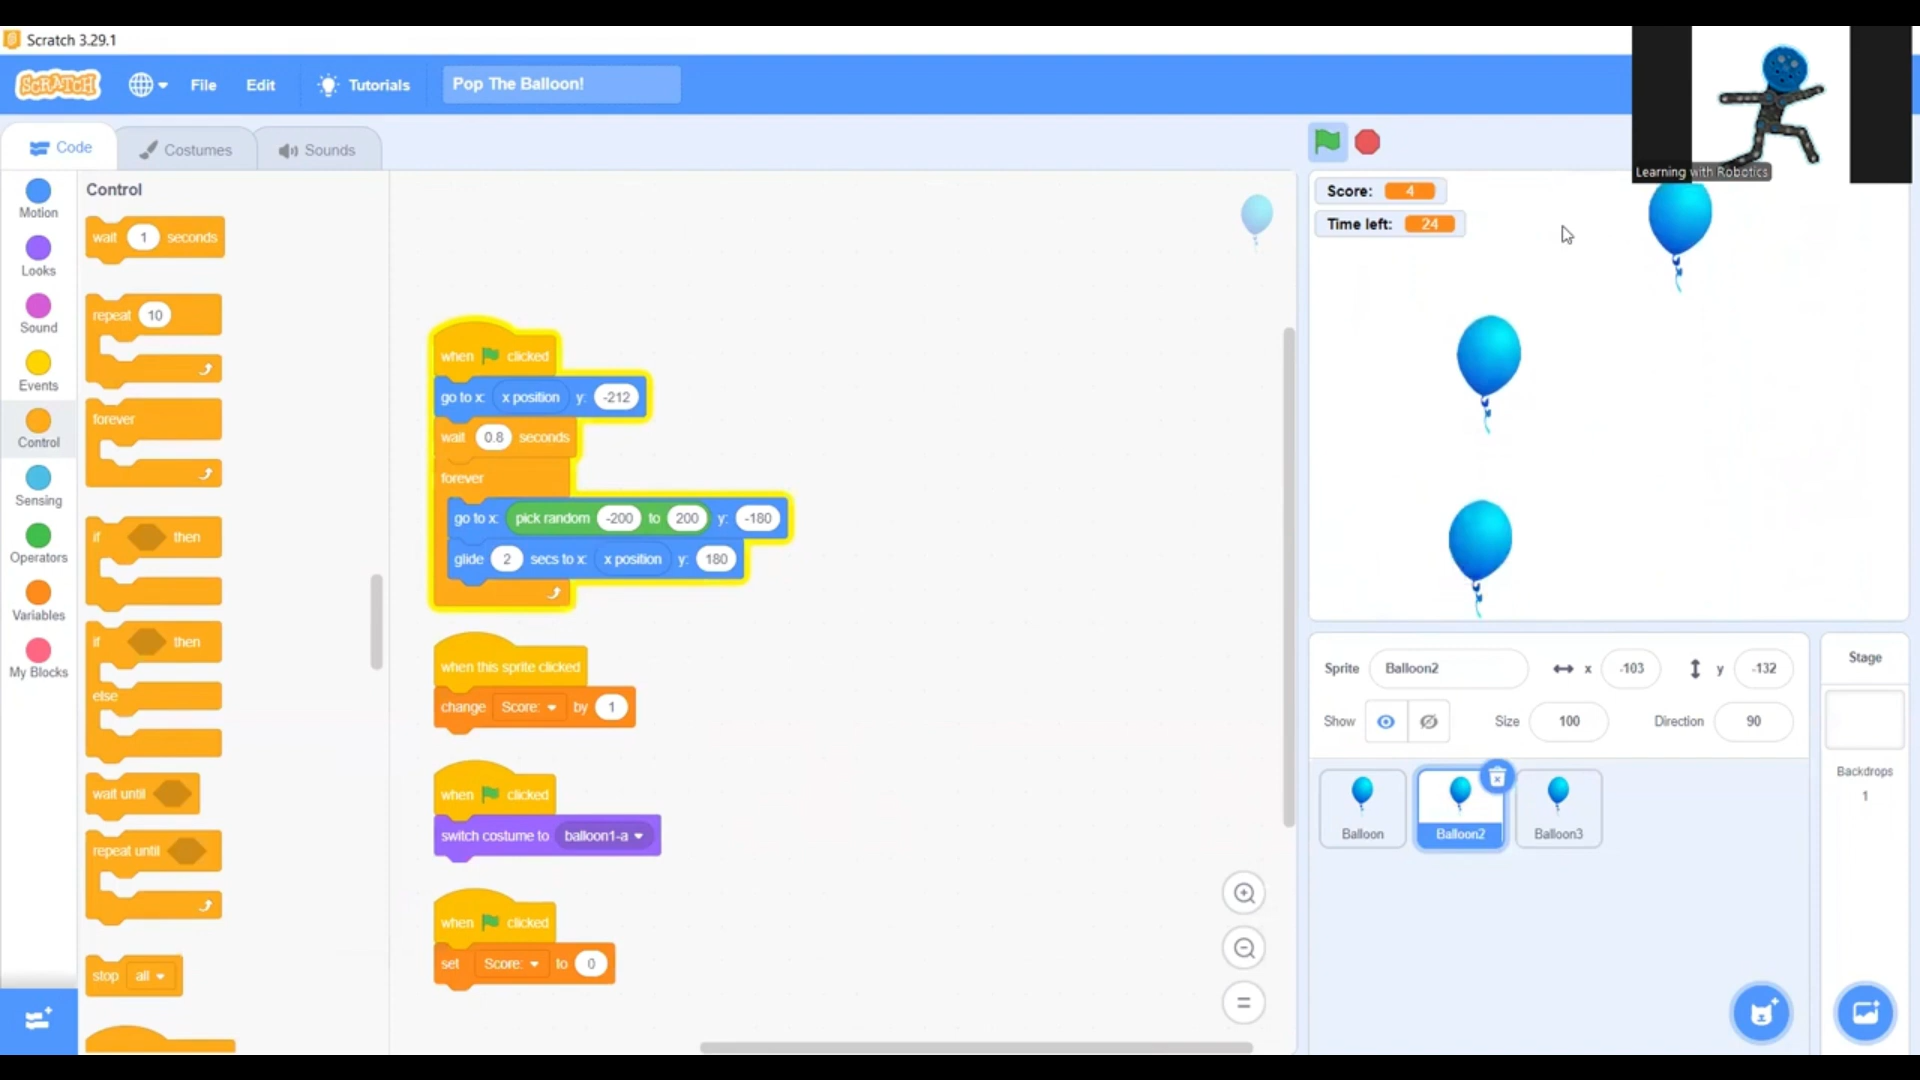 Scratch 3.29.1
SCRATCH
File
Edit
Tutorials
Pop The Balloon!
Learning with Robotics
Code
Costumes
Sounds
Motion
Looks
Sound
Events
Control
Sensing
Operators
Variables
My Blocks
Control
wait 1 seconds
repeat 10
forever
if then
if then
else
wait until
repeat until
stop all
when clicked
go to x: x position y: -212
wait 0.8 seconds
forever
go to x: pick random -200 to 200 y: -180
glide 2 secs to x: x position y: 180
when this sprite clicked
change Score: by 1
when clicked
switch costume to balloon1-a
when clicked
set Score: to 0
Score: 4
Time left: 24
Sprite Balloon2 x -103 y -132
Show Size 100 Direction 90
Balloon
Balloon2
Balloon3
Stage
Backdrops
1